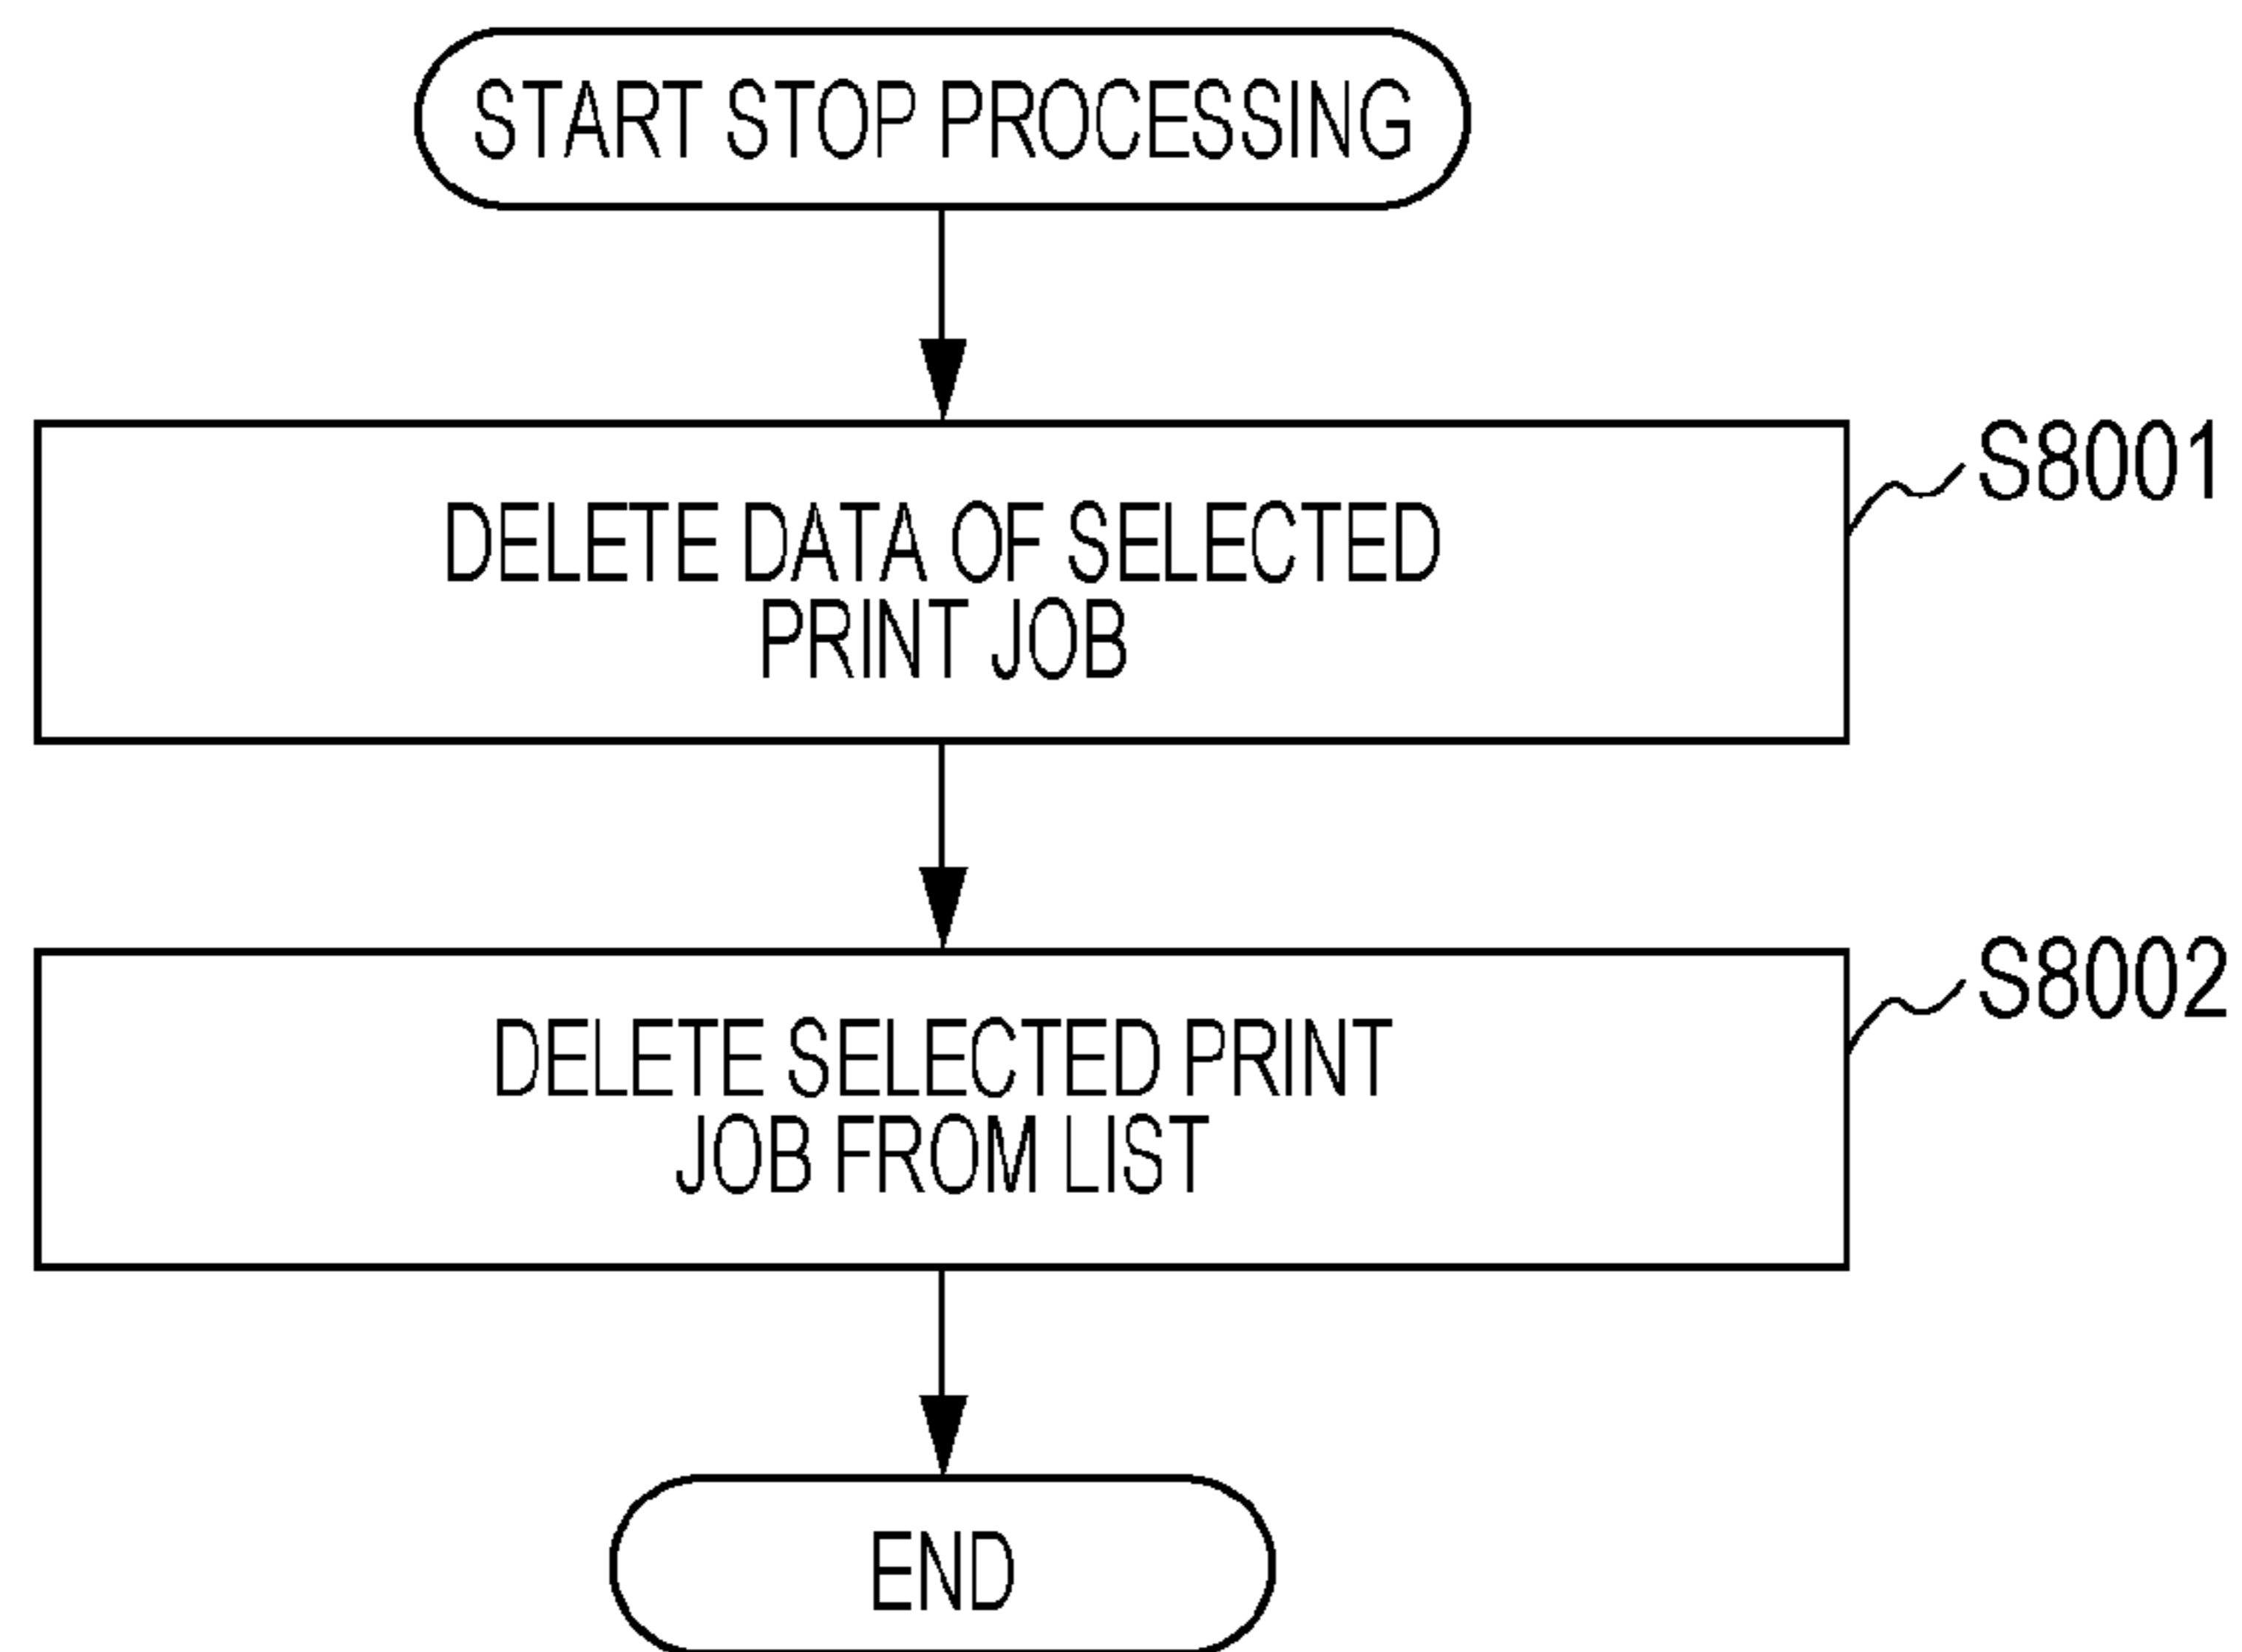 START STOP PROCESSING
DELETE DATA OF SELECTED
PRINT JOB
S8001
DELETE SELECTED PRINT
JOB FROM LIST
S8002
END